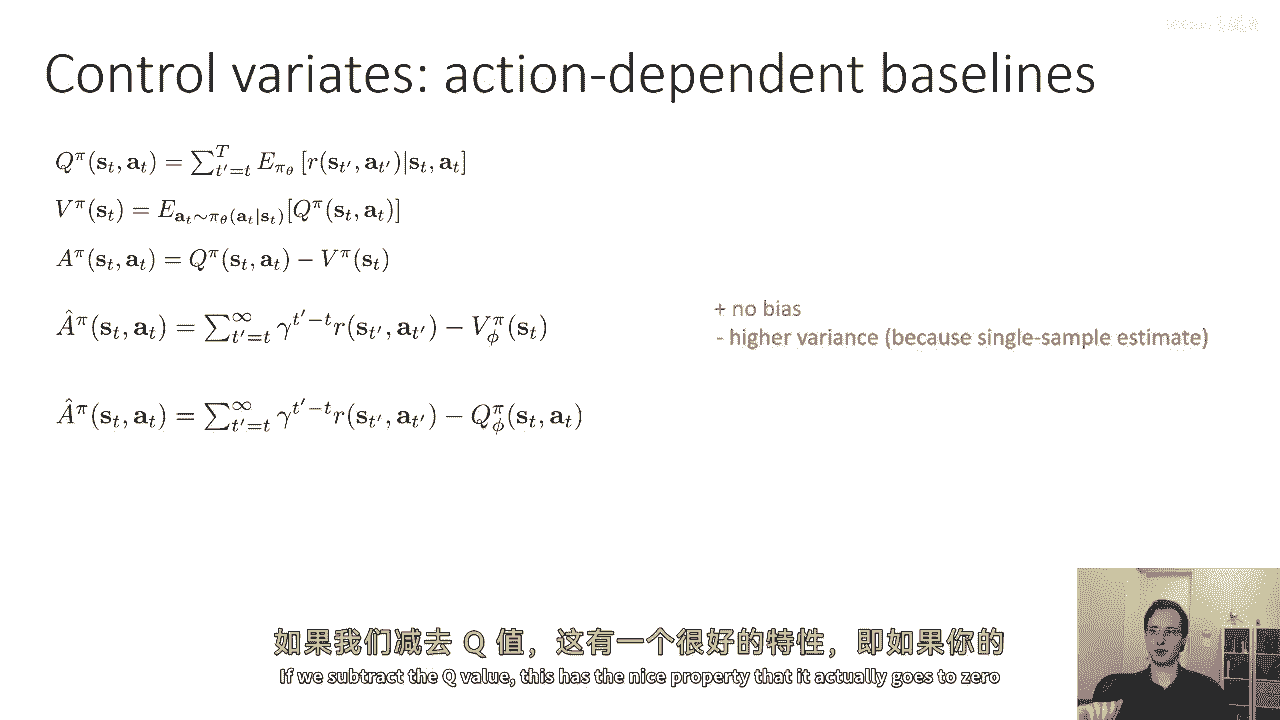 Control variates: action-dependent baselines
$Q^{\pi}(\mathbf{s}_t, \mathbf{a}_t) = \sum_{t'=t}^{T} E_{\pi_\theta} [r(\mathbf{s}_{t'}, \mathbf{a}_{t'})|\mathbf{s}_t, \mathbf{a}_t]$
$V^{\pi}(\mathbf{s}_t) = E_{\mathbf{a}_t \sim \pi_\theta(\mathbf{a}_t|\mathbf{s}_t)}[Q^{\pi}(\mathbf{s}_t, \mathbf{a}_t)]$
$A^{\pi}(\mathbf{s}_t, \mathbf{a}_t) = Q^{\pi}(\mathbf{s}_t, \mathbf{a}_t) - V^{\pi}(\mathbf{s}_t)$
$\hat{A}^{\pi}(\mathbf{s}_t, \mathbf{a}_t) = \sum_{t'=t}^{\infty} \gamma^{t'-t} r(\mathbf{s}_{t'}, \mathbf{a}_{t'}) - V_{\phi}^{\pi}(\mathbf{s}_t)$
+ no bias
- higher variance (because single-sample estimate)
$\hat{A}^{\pi}(\mathbf{s}_t, \mathbf{a}_t) = \sum_{t'=t}^{\infty} \gamma^{t'-t} r(\mathbf{s}_{t'}, \mathbf{a}_{t'}) - Q_{\phi}^{\pi}(\mathbf{s}_t, \mathbf{a}_t)$
如果我们减去 Q 值，这有一个很好的特性，即如果你的
If we subtract the Q value, this has the nice property that it actually goes to zero